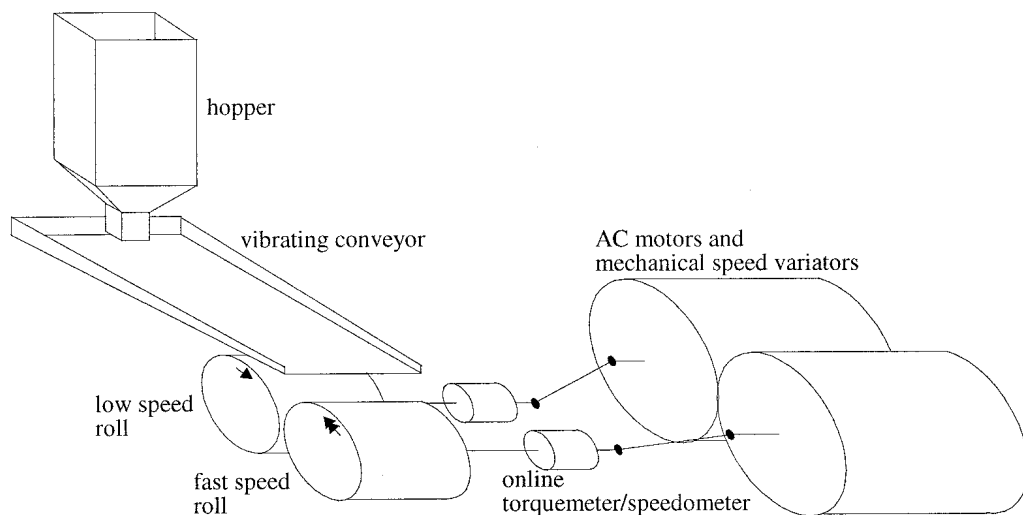 hopper
vibrating conveyor
AC motors and
mechanical speed variators
low speed
roll
fast speed
roll
online
torquemeter/speedometer